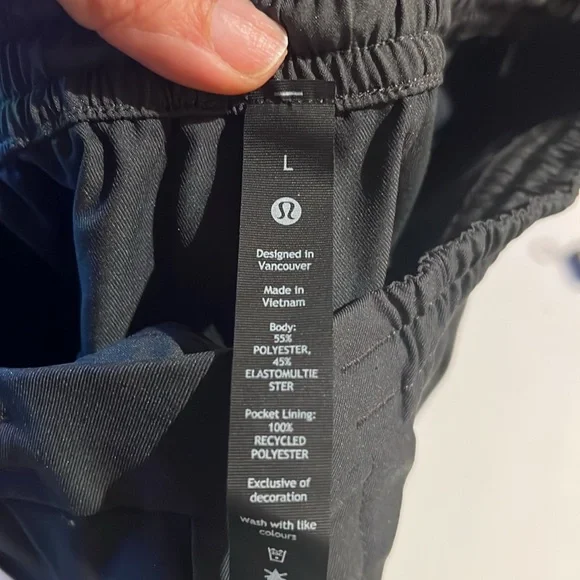 L
Designed in
Vancouver
Made in
Vietnam
Body:
55%
POLYESTER,
45%
ELASTOMULTIE
STER
Pocket Lining:
100%
RECYCLED
POLYESTER
Exclusive of
decoration
Wash with like
colours